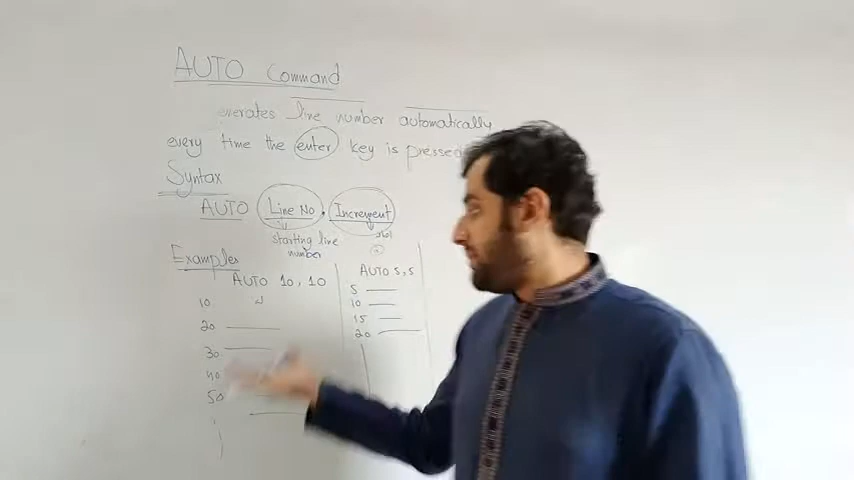 AUTO Command
enerates line number automatically
every time the enter key is pressed
Syntax
AUTO Line No, Increment
starting line
number
Examples
AUTO 10, 10
10
20
30
40
50
AUTO 5,5
5
10
15
20